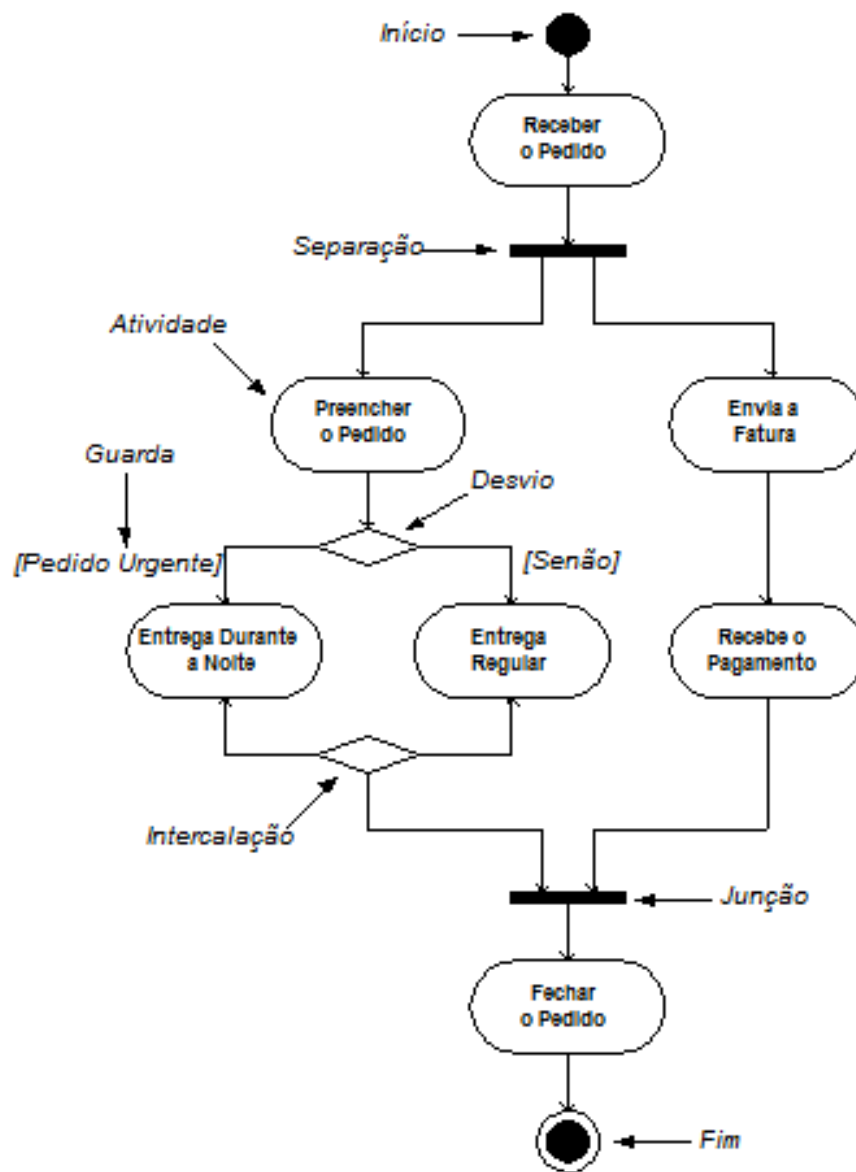 Início
Receber
o Pedido
Separação
Atividade
Preencher
o Pedido
Envia a
Fatura
Guarda
Desvio
[Pedido Urgente]
[Senão]
Entrega Durante
a Noite
Entrega
Regular
Recebe o
Pagamento
Intercalação
Junção
Fechar
o Pedido
Fim